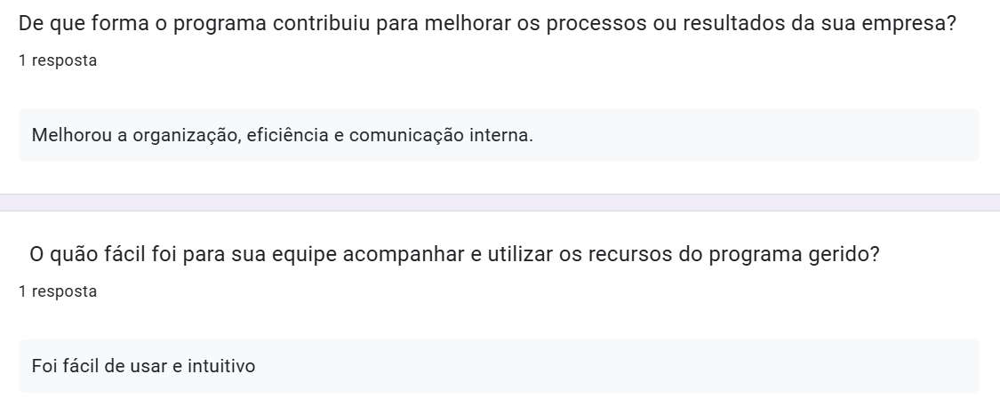 De que forma o programa contribuiu para melhorar os processos ou resultados da sua empresa?
1 resposta
Melhorou a organização, eficiência e comunicação interna.
O quão fácil foi para sua equipe acompanhar e utilizar os recursos do programa gerido?
1 resposta
Foi fácil de usar e intuitivo